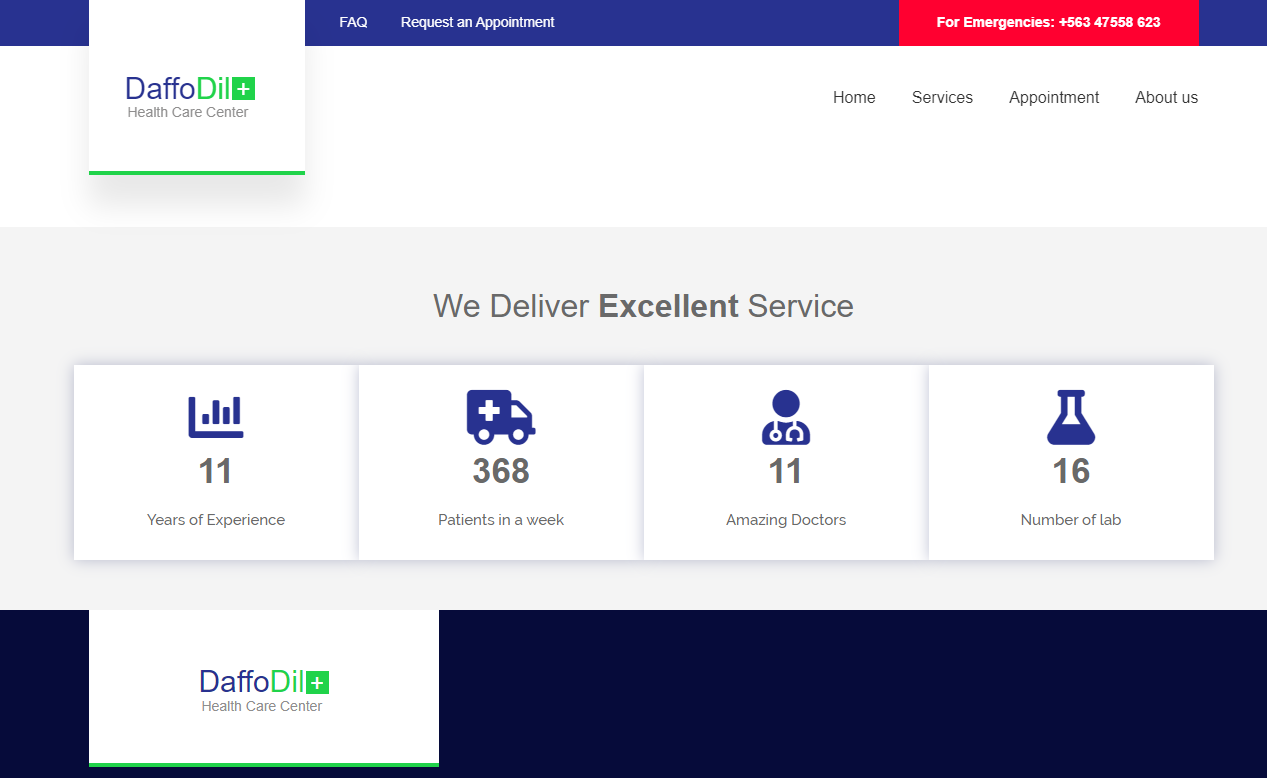 FAQ Request an Appointment For Emergencies: +563 47558 623
DaffoDil+
Health Care Center
Home Services Appointment About us
We Deliver Excellent Service
11 368 11 16
Years of Experience Patients in a week Amazing Doctors Number of lab
DaffoDil+
Health Care Center